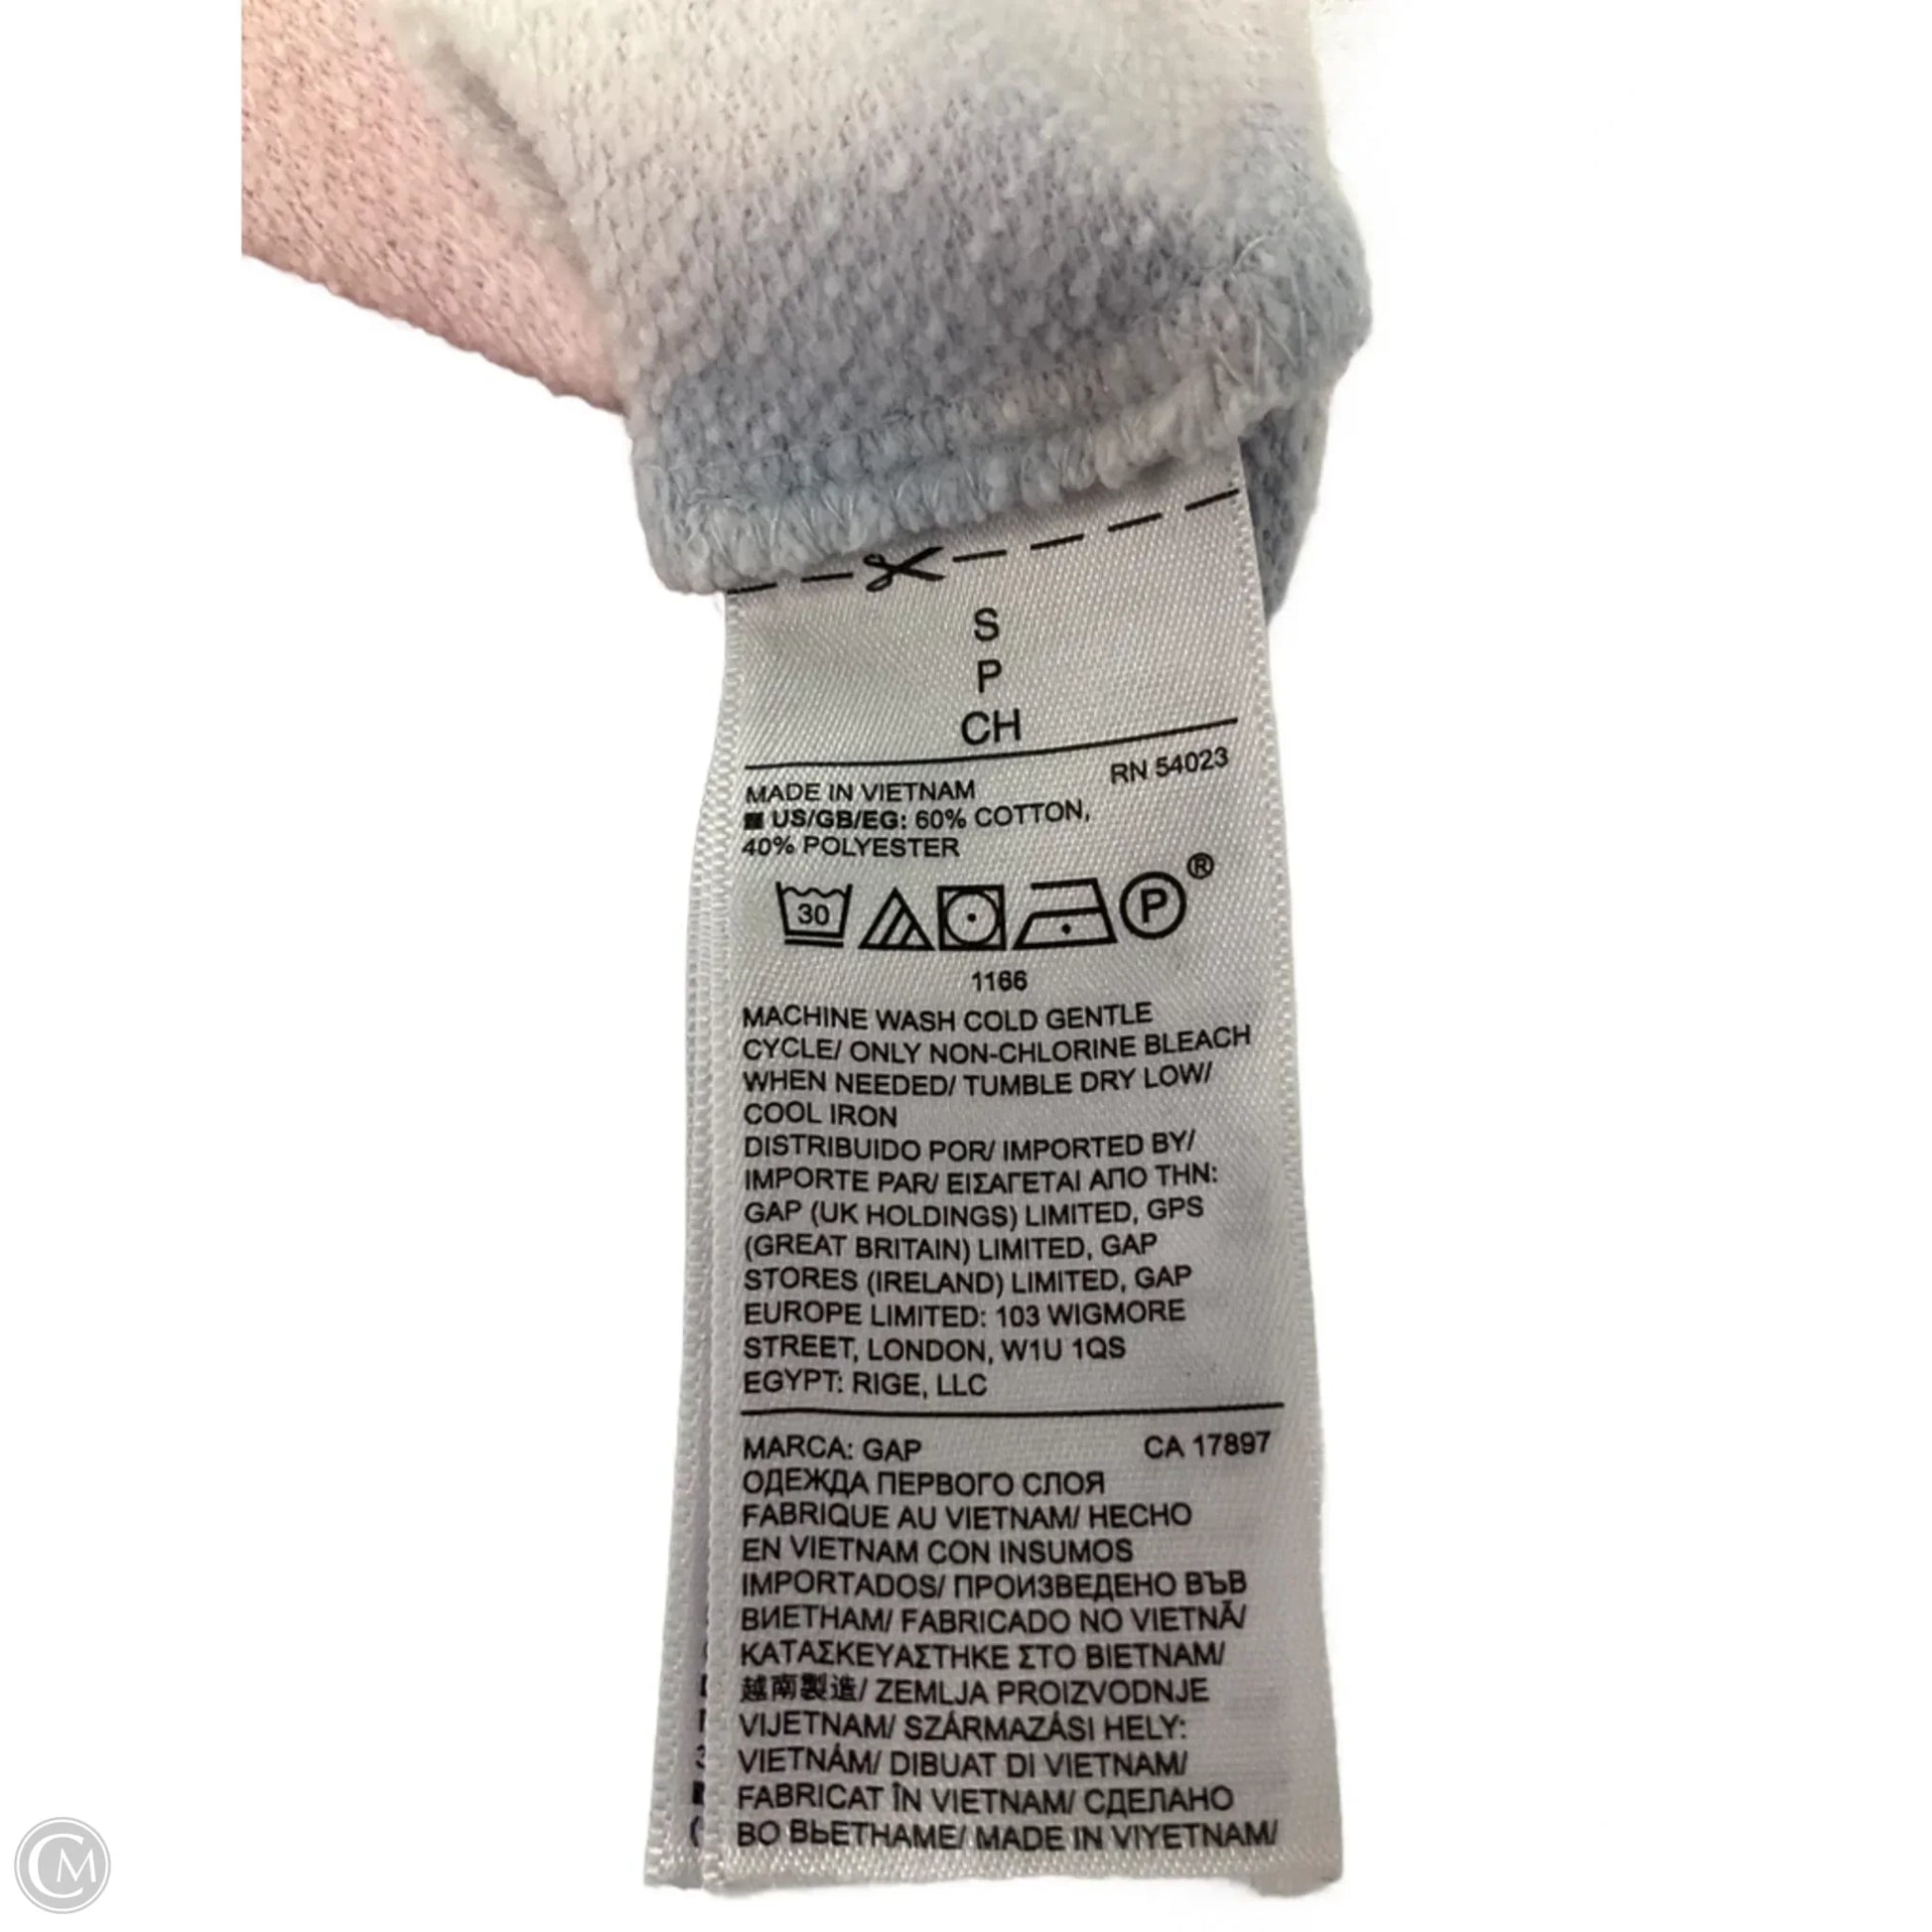 S
P
CH
RN 54023
MADE IN VIETNAM
US/GB/EG: 60% COTTON,
40% POLYESTER
30 P ®
1166
MACHINE WASH COLD GENTLE
CYCLE/ ONLY NON-CHLORINE BLEACH
WHEN NEEDED/ TUMBLE DRY LOW/
COOL IRON
DISTRIBUIDO POR/ IMPORTED BY/
IMPORTE PAR/ ΕΙΣΑΓΕΤΑΙ ΑΠΟ ΤΗΝ:
GAP (UK HOLDINGS) LIMITED, GPS
(GREAT BRITAIN) LIMITED, GAP
STORES (IRELAND) LIMITED, GAP
EUROPE LIMITED: 103 WIGMORE
STREET, LONDON, W1U 1QS
EGYPT: RIGE, LLC
MARCA: GAP CA 17897
ОДЕЖДА ПЕРВОГО СЛОЯ
FABRIQUE AU VIETNAM/ HECHO
EN VIETNAM CON INSUMOS
IMPORTADOS/ ПРОИЗВЕДЕНО ВЪВ
ВИЕТНАМ/ FABRICADO NO VIETNÃ/
ΚΑΤΑΣΚΕΥΑΣΤΗΚΕ ΣΤΟ ΒΙΕΤΝΑΜ/
越南製造/ ZEMLJA PROIZVODNJE
VIJETNAM/ SZÁRMAZÁSI HELY:
VIETNÁM/ DIBUAT DI VIETNAM/
FABRICAT ÎN VIETNAM/ СДЕЛАНО
ВО ВЬЕТНАМЕ/ MADE IN VIYETNAM/
CM